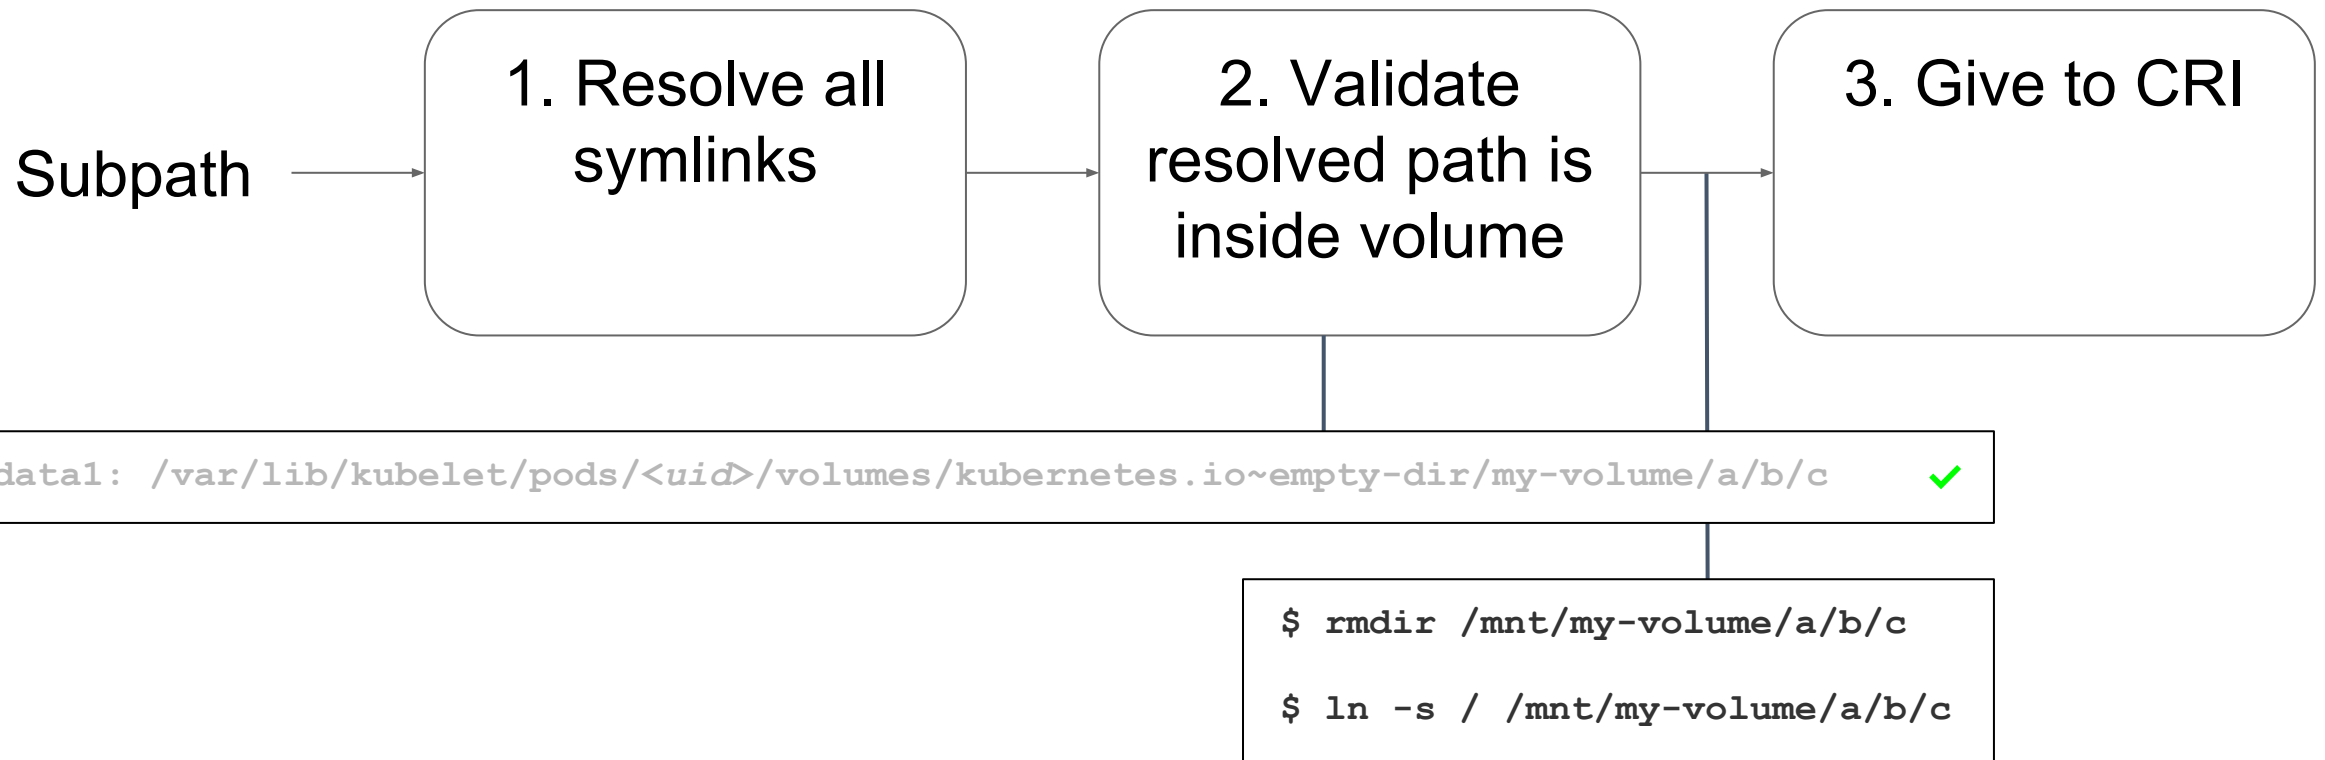 Subpath
1. Resolve all
symlinks
2. Validate
resolved path is
inside volume
3. Give to CRI
data1: /var/lib/kubelet/pods/<uid>/volumes/kubernetes.io~empty-dir/my-volume/a/b/c ✓
$ rmdir /mnt/my-volume/a/b/c
$ ln -s / /mnt/my-volume/a/b/c